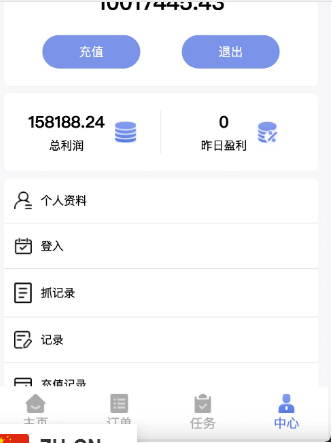 10017445.43
充值 退出
158188.24 0
总利润 昨日盈利
个人资料
登入
抓记录
记录
充值记录
主页 订单 任务 中心
ZH-CN